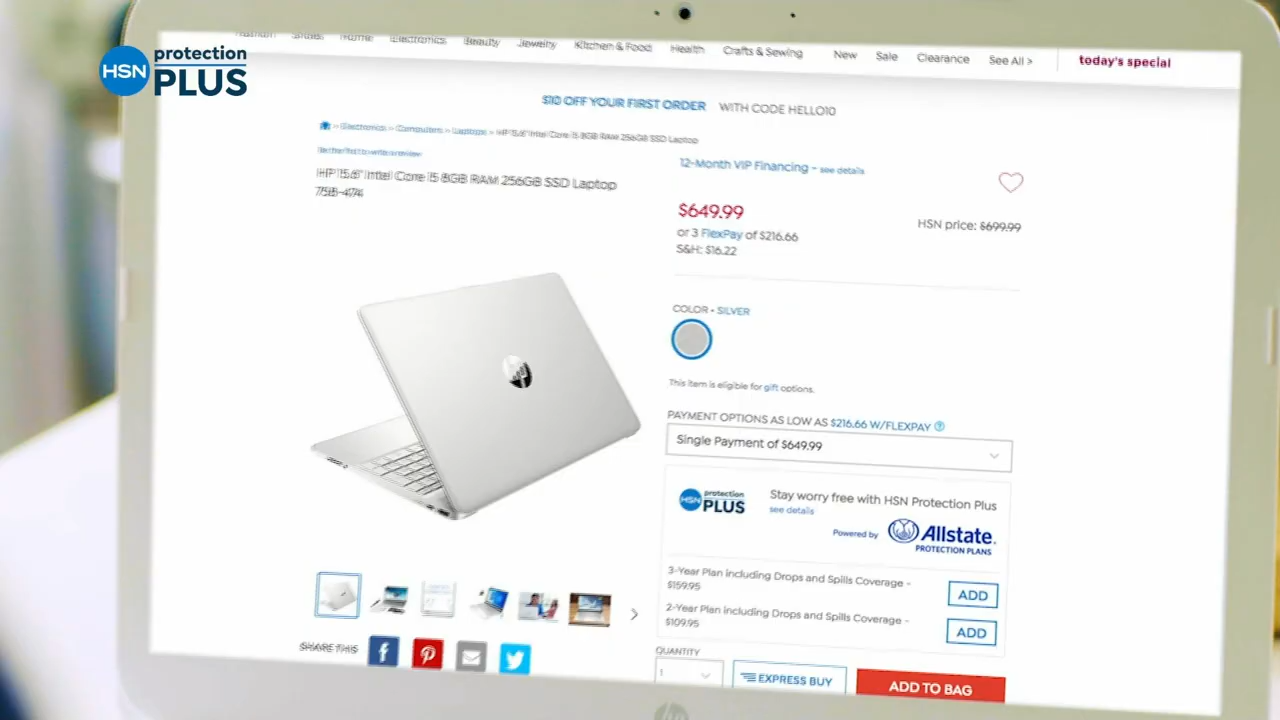 HSN protection PLUS
Fashion Shoes Home Electronics Beauty Jewelry Kitchen & Food Health Crafts & Sewing New Sale Clearance See All > today's special
$10 OFF YOUR FIRST ORDER WITH CODE HELLO10
» Electronics » Computers » Laptops » HP 15.6" Intel Core i5 8GB RAM 256GB SSD Laptop
Be the first to write a review
HP 15.6" Intel Core i5 8GB RAM 256GB SSD Laptop
12-Month VIP Financing - see details
$649.99
HSN price: $699.99
or 3 FlexPay of $216.66
S&H: $16.22
COLOR • SILVER
This item is eligible for gift options.
PAYMENT OPTIONS AS LOW AS $216.66 W/FLEXPAY ?
Single Payment of $649.99
HSN protection PLUS
Stay worry free with HSN Protection Plus
see details
Powered by Allstate.
PROTECTION PLANS
3-Year Plan including Drops and Spills Coverage -
$159.95
ADD
2-Year Plan including Drops and Spills Coverage -
$109.95
ADD
SHARE THIS
QUANTITY
1
EXPRESS BUY
ADD TO BAG
hp